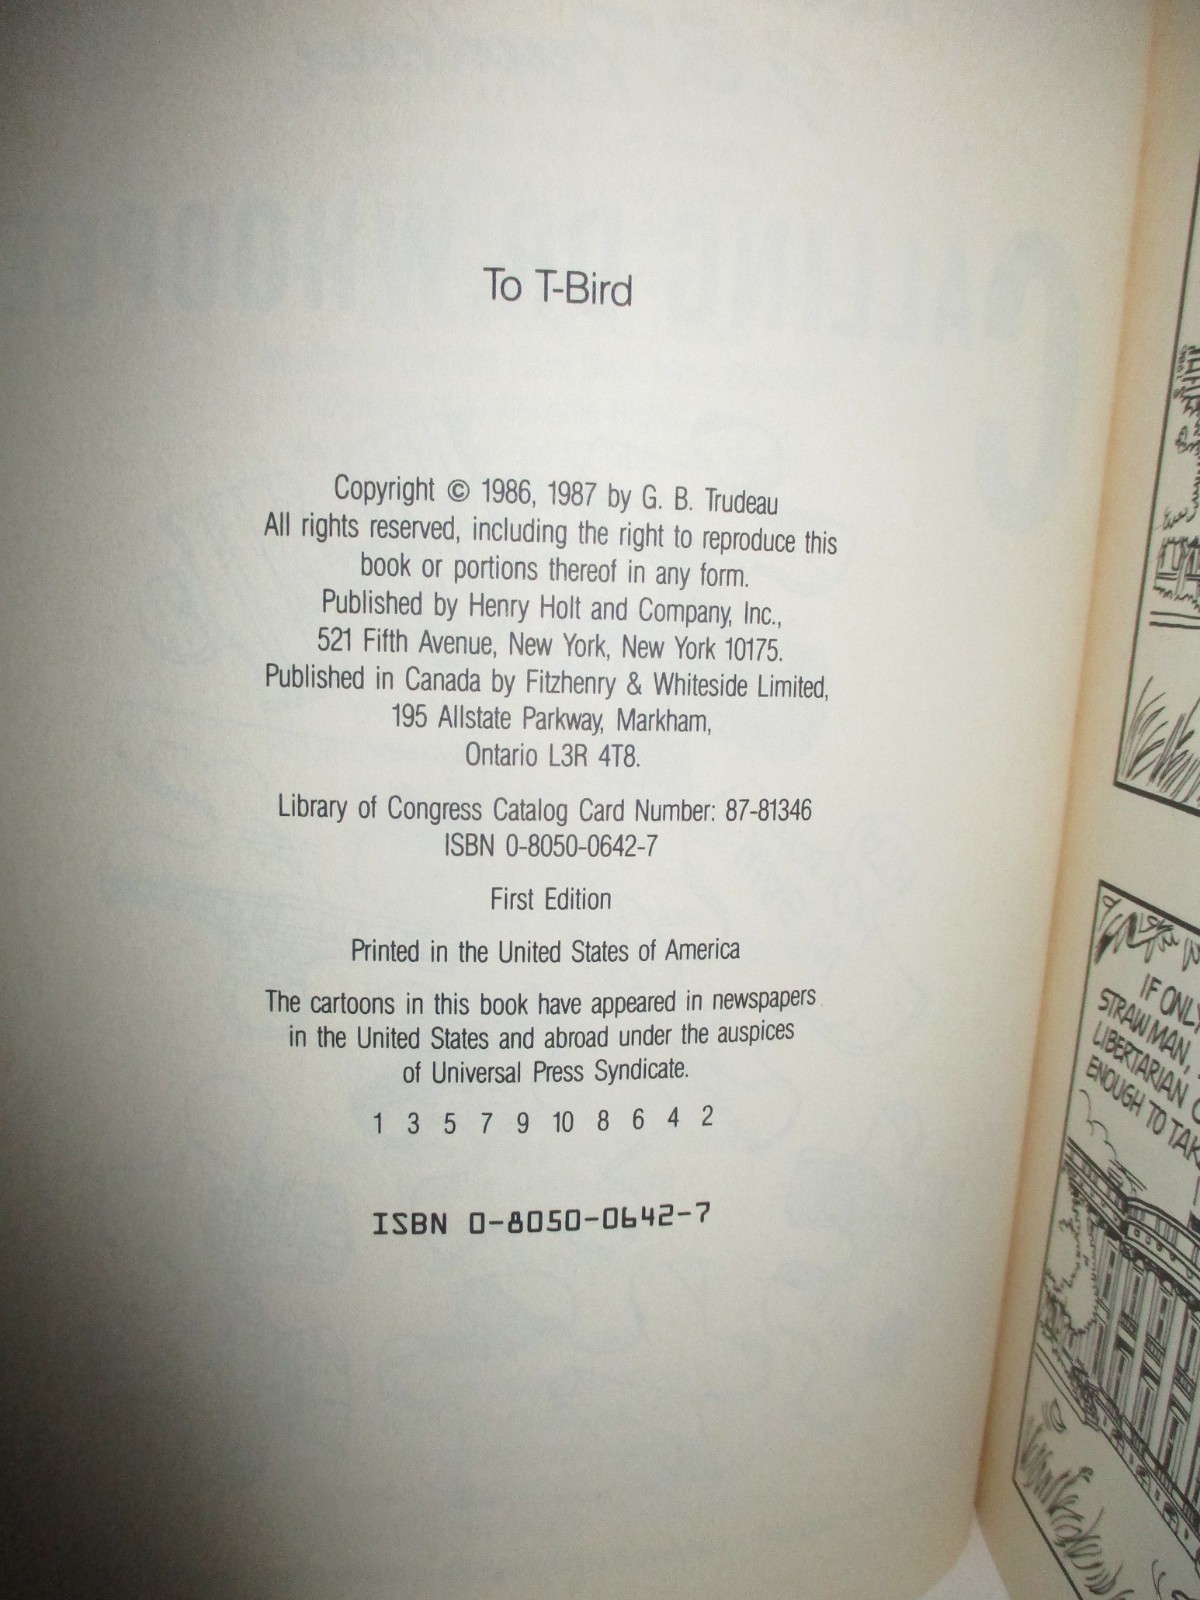 To T-Bird
Copyright © 1986, 1987 by G. B. Trudeau
All rights reserved, including the right to reproduce this
book or portions thereof in any form.
Published by Henry Holt and Company, Inc.,
521 Fifth Avenue, New York, New York 10175.
Published in Canada by Fitzhenry & Whiteside Limited,
195 Allstate Parkway, Markham,
Ontario L3R 4T8.
Library of Congress Catalog Card Number: 87-81346
ISBN 0-8050-0642-7
First Edition
Printed in the United States of America
The cartoons in this book have appeared in newspapers
in the United States and abroad under the auspices
of Universal Press Syndicate.
1 3 5 7 9 10 8 6 4 2
ISBN 0-8050-0642-7
IF ONLY
STRAW MAN,
LIBERTARIAN
ENOUGH TO